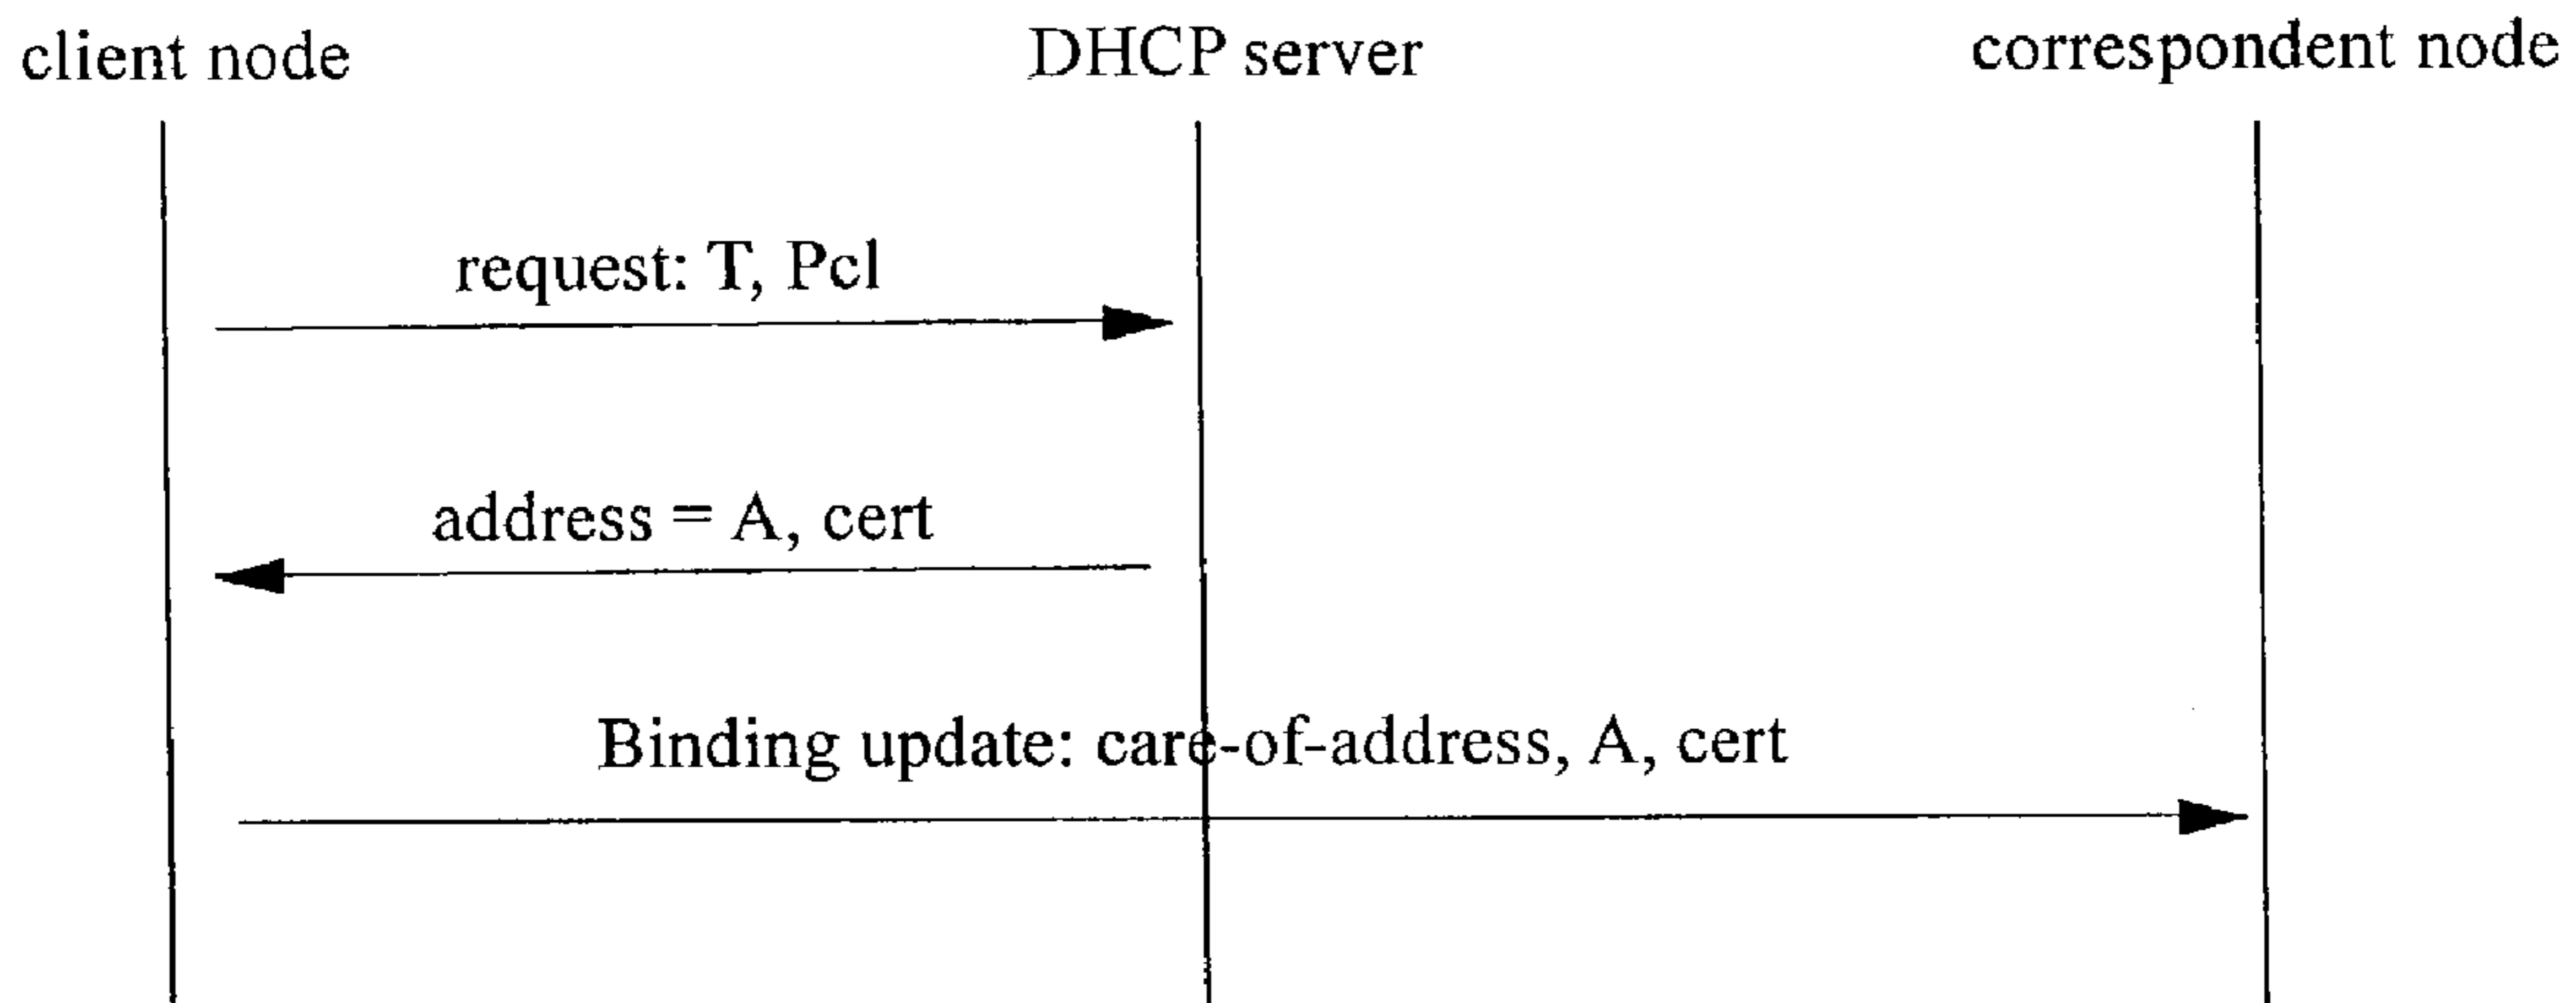 client node
DHCP server
correspondent node
request: T, Pcl
address = A, cert
Binding update: care-of-address, A, cert